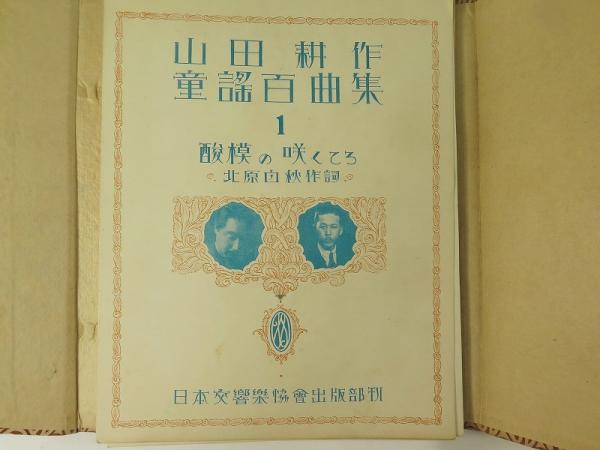 山田耕作
童謡百曲集
1
酸模の咲くころ
北原白秋作詞
日本交響樂協會出版部刊